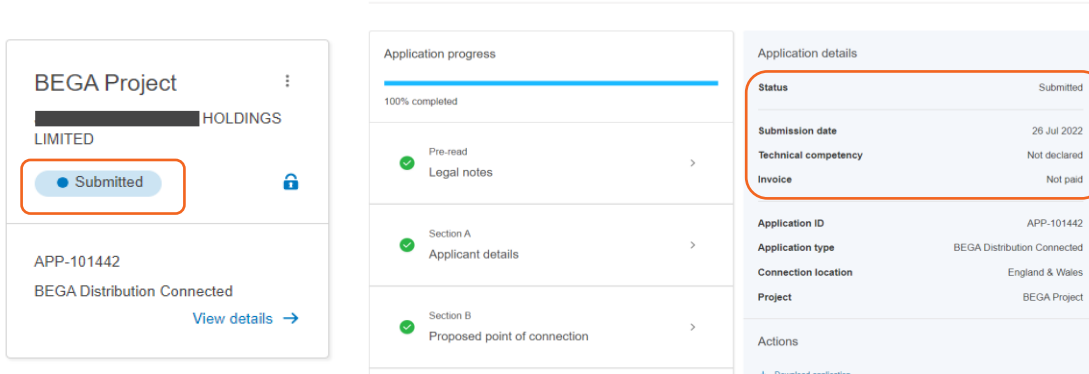 BEGA Project
HOLDINGS
LIMITED
Submitted
APP-101442
BEGA Distribution Connected
View details
Application progress
100% completed
Pre-read
Legal notes
Section A
Applicant details
Section B
Proposed point of connection
Application details
Status Submitted
Submission date 26 Jul 2022
Technical competency Not declared
Invoice Not paid
Application ID APP-101442
Application type BEGA Distribution Connected
Connection location England & Wales
Project BEGA Project
Actions